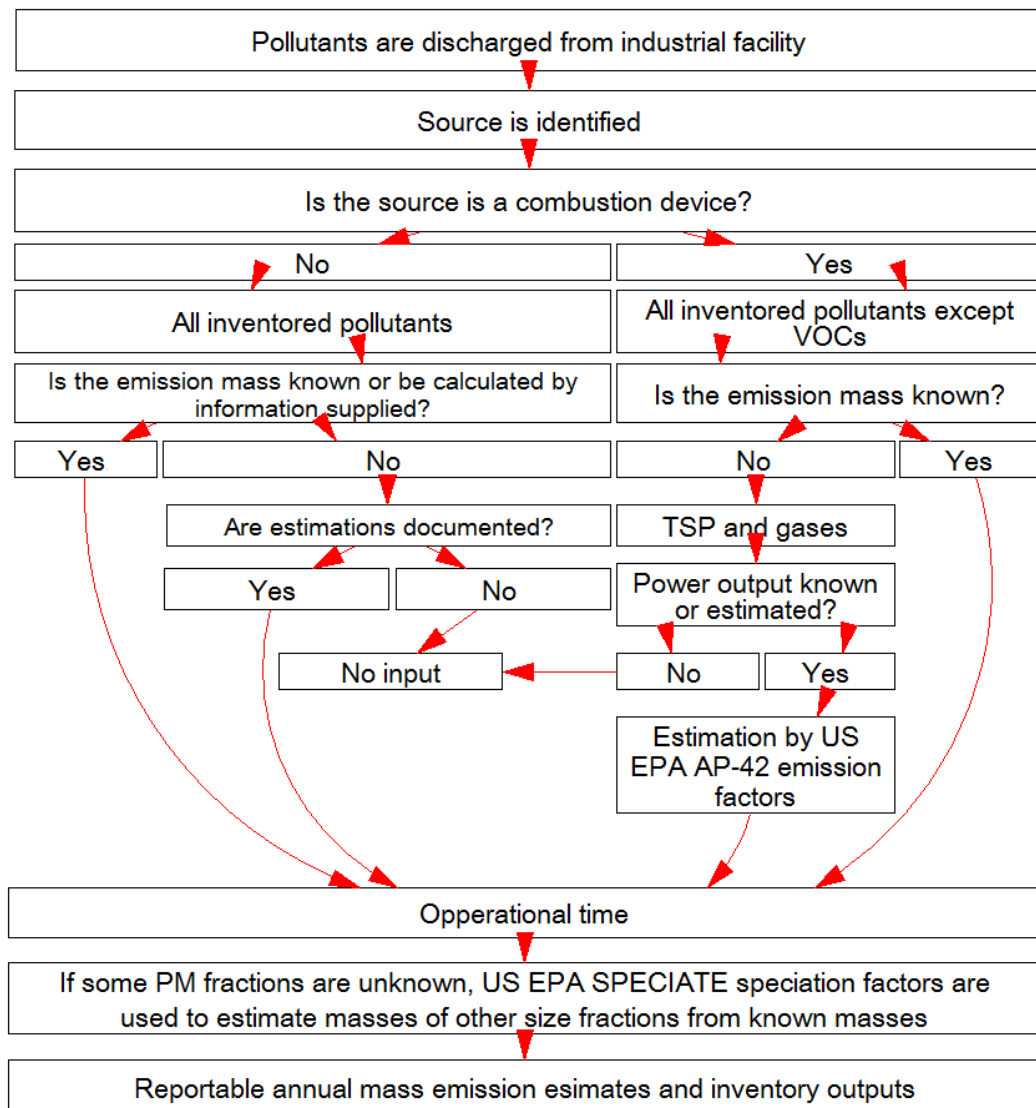 Pollutants are discharged from industrial facility
Source is identified
Is the source is a combustion device?
No
Yes
All inventored pollutants
All inventored pollutants except
VOCs
Is the emission mass known or be calculated by
information supplied?
Is the emission mass known?
Yes
No
No
Yes
Are estimations documented?
TSP and gases
Yes
No
Power output known
or estimated?
No input
No
Yes
Estimation by US
EPA AP-42 emission
factors
Opperational time
If some PM fractions are unknown, US EPA SPECIATE speciation factors are
used to estimate masses of other size fractions from known masses
Reportable annual mass emission esimates and inventory outputs